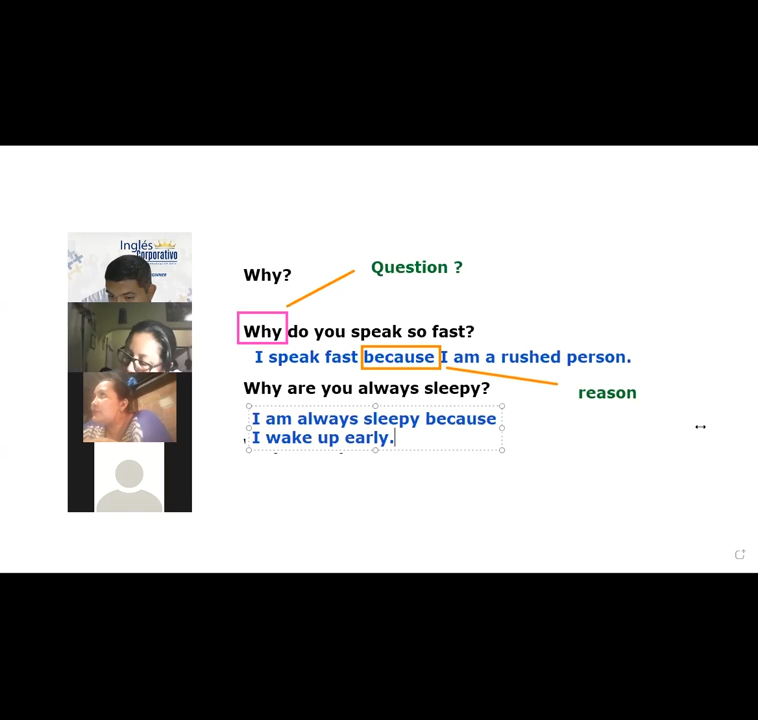 Inglés
Corporativo
Why?
Question ?
Why do you speak so fast?
I speak fast because I am a rushed person.
Why are you always sleepy?
reason
I am always sleepy because
I wake up early.